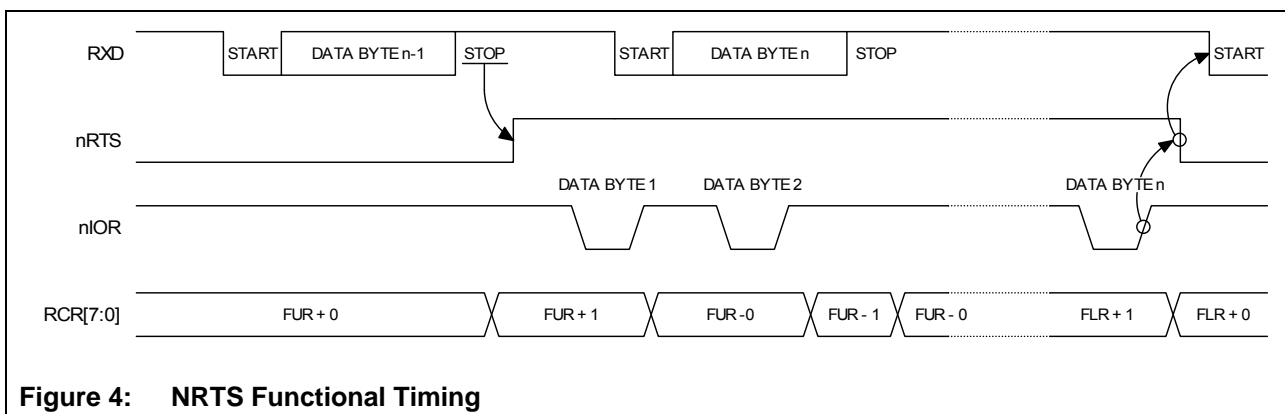 RXD START DATA BYTE n-1 STOP START DATA BYTE n STOP START
nRTS
DATA BYTE 1 DATA BYTE 2 DATA BYTE n
nIOR
RCR[7:0] FUR + 0 FUR + 1 FUR -0 FUR - 1 FUR - 0 FLR + 1 FLR + 0
Figure 4: NRTS Functional Timing